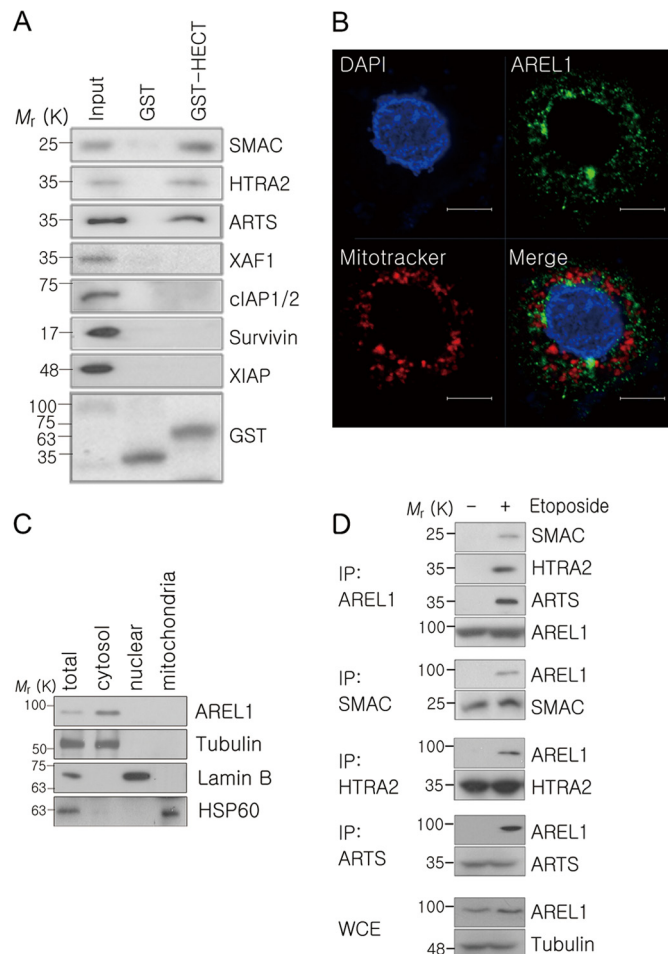 A
Mr (K)
Input
GST
GST-HECT
25
SMAC
35
HTRA2
35
ARTS
35
XAF1
75
cIAP1/2
17
Survivin
48
XIAP
100
75
63
35
GST
B
DAPI
AREL1
Mitotracker
Merge
C
Mr (K)
total
cytosol
nuclear
mitochondria
100
AREL1
50
Tubulin
75
63
Lamin B
63
HSP60
D
Mr (K)
- + Etoposide
IP:
AREL1
25
SMAC
35
HTRA2
35
ARTS
100
AREL1
IP:
SMAC
100
AREL1
25
SMAC
IP:
HTRA2
100
AREL1
35
HTRA2
IP:
ARTS
100
AREL1
35
ARTS
WCE
100
AREL1
48
Tubulin